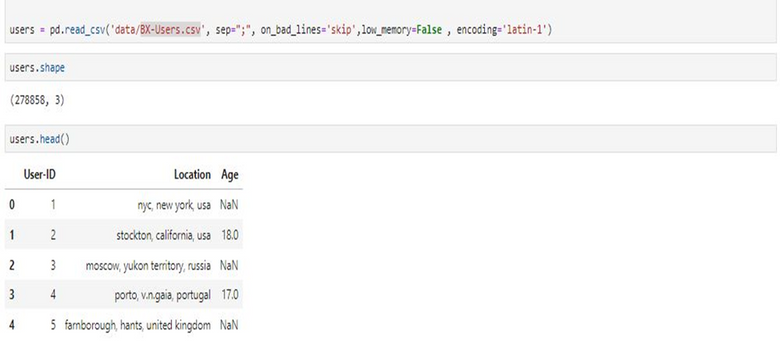 users = pd.read_csv('data/BX-Users.csv', sep=";", on_bad_lines='skip',low_memory=False , encoding='latin-1')
users.shape
(278858, 3)
users.head()
User-ID Location Age
0 1 nyc, new york, usa NaN
1 2 stockton, california, usa 18.0
2 3 moscow, yukon territory, russia NaN
3 4 porto, v.n.gaia, portugal 17.0
4 5 farnborough, hants, united kingdom NaN